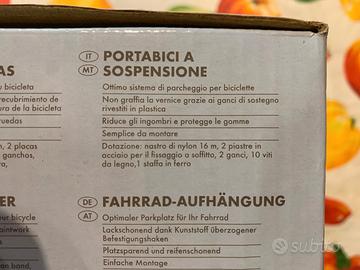 AS
u bicicleta
recubrimiento de
ura de la bicicleta
ruedas
2 placas
ganchos,
IT
MT
PORTABICI A
SOSPENSIONE
Ottimo sistema di parcheggio per biciclette
Non graffia la vernice grazie ai ganci di sostegno
rivestiti in plastica
Riduce gli ingombri e protegge le gomme
Semplice da montare
Dotazione: nastro di nylon 16 m, 2 piastre in
acciaio per il fissaggio a soffitto, 2 ganci, 10 viti
da legno,1 staffa in ferro
ER
ur bicycle
aintwork
an band,
DE
AT
FAHRRAD-AUFHÄNGUNG
Optimaler Parkplatz für Ihr Fahrrad
Lackschonend dank Kunststoff überzogener
Befestigungshaken
Platzsparend und reifenschonend
Einfache Montage
subito